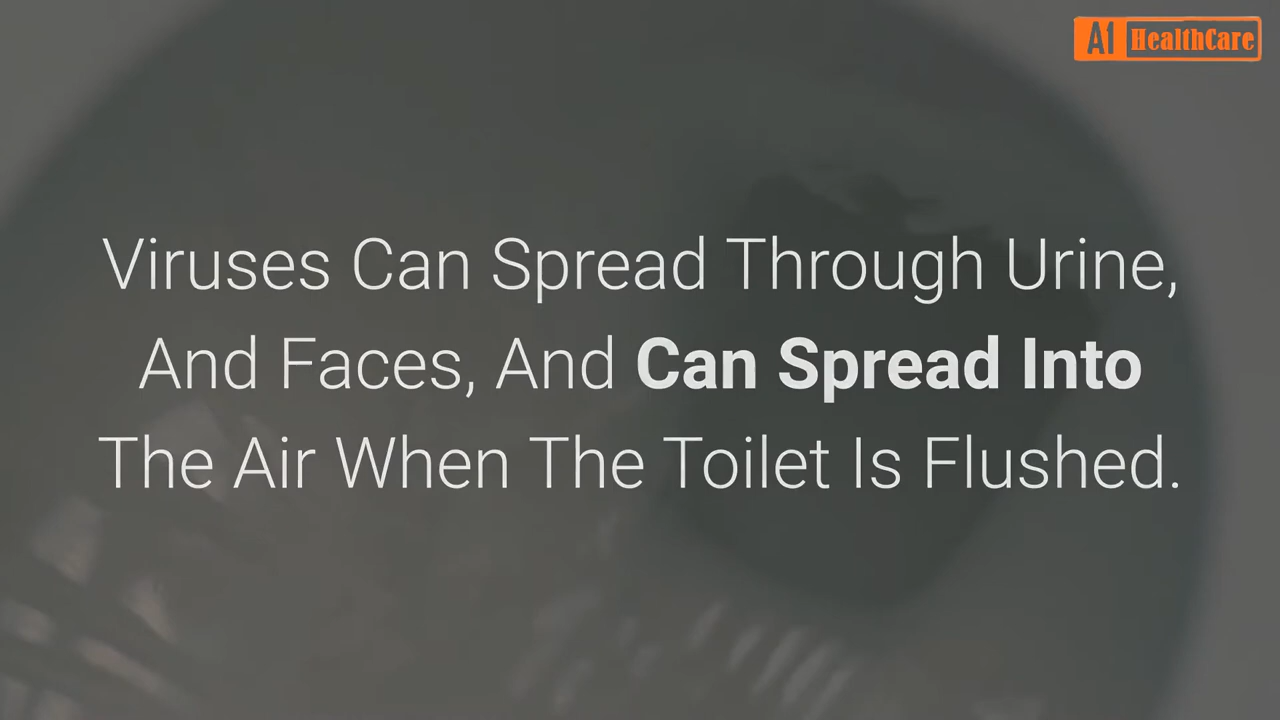 A1 HealthCare
Viruses Can Spread Through Urine,
And Faces, And Can Spread Into
The Air When The Toilet Is Flushed.